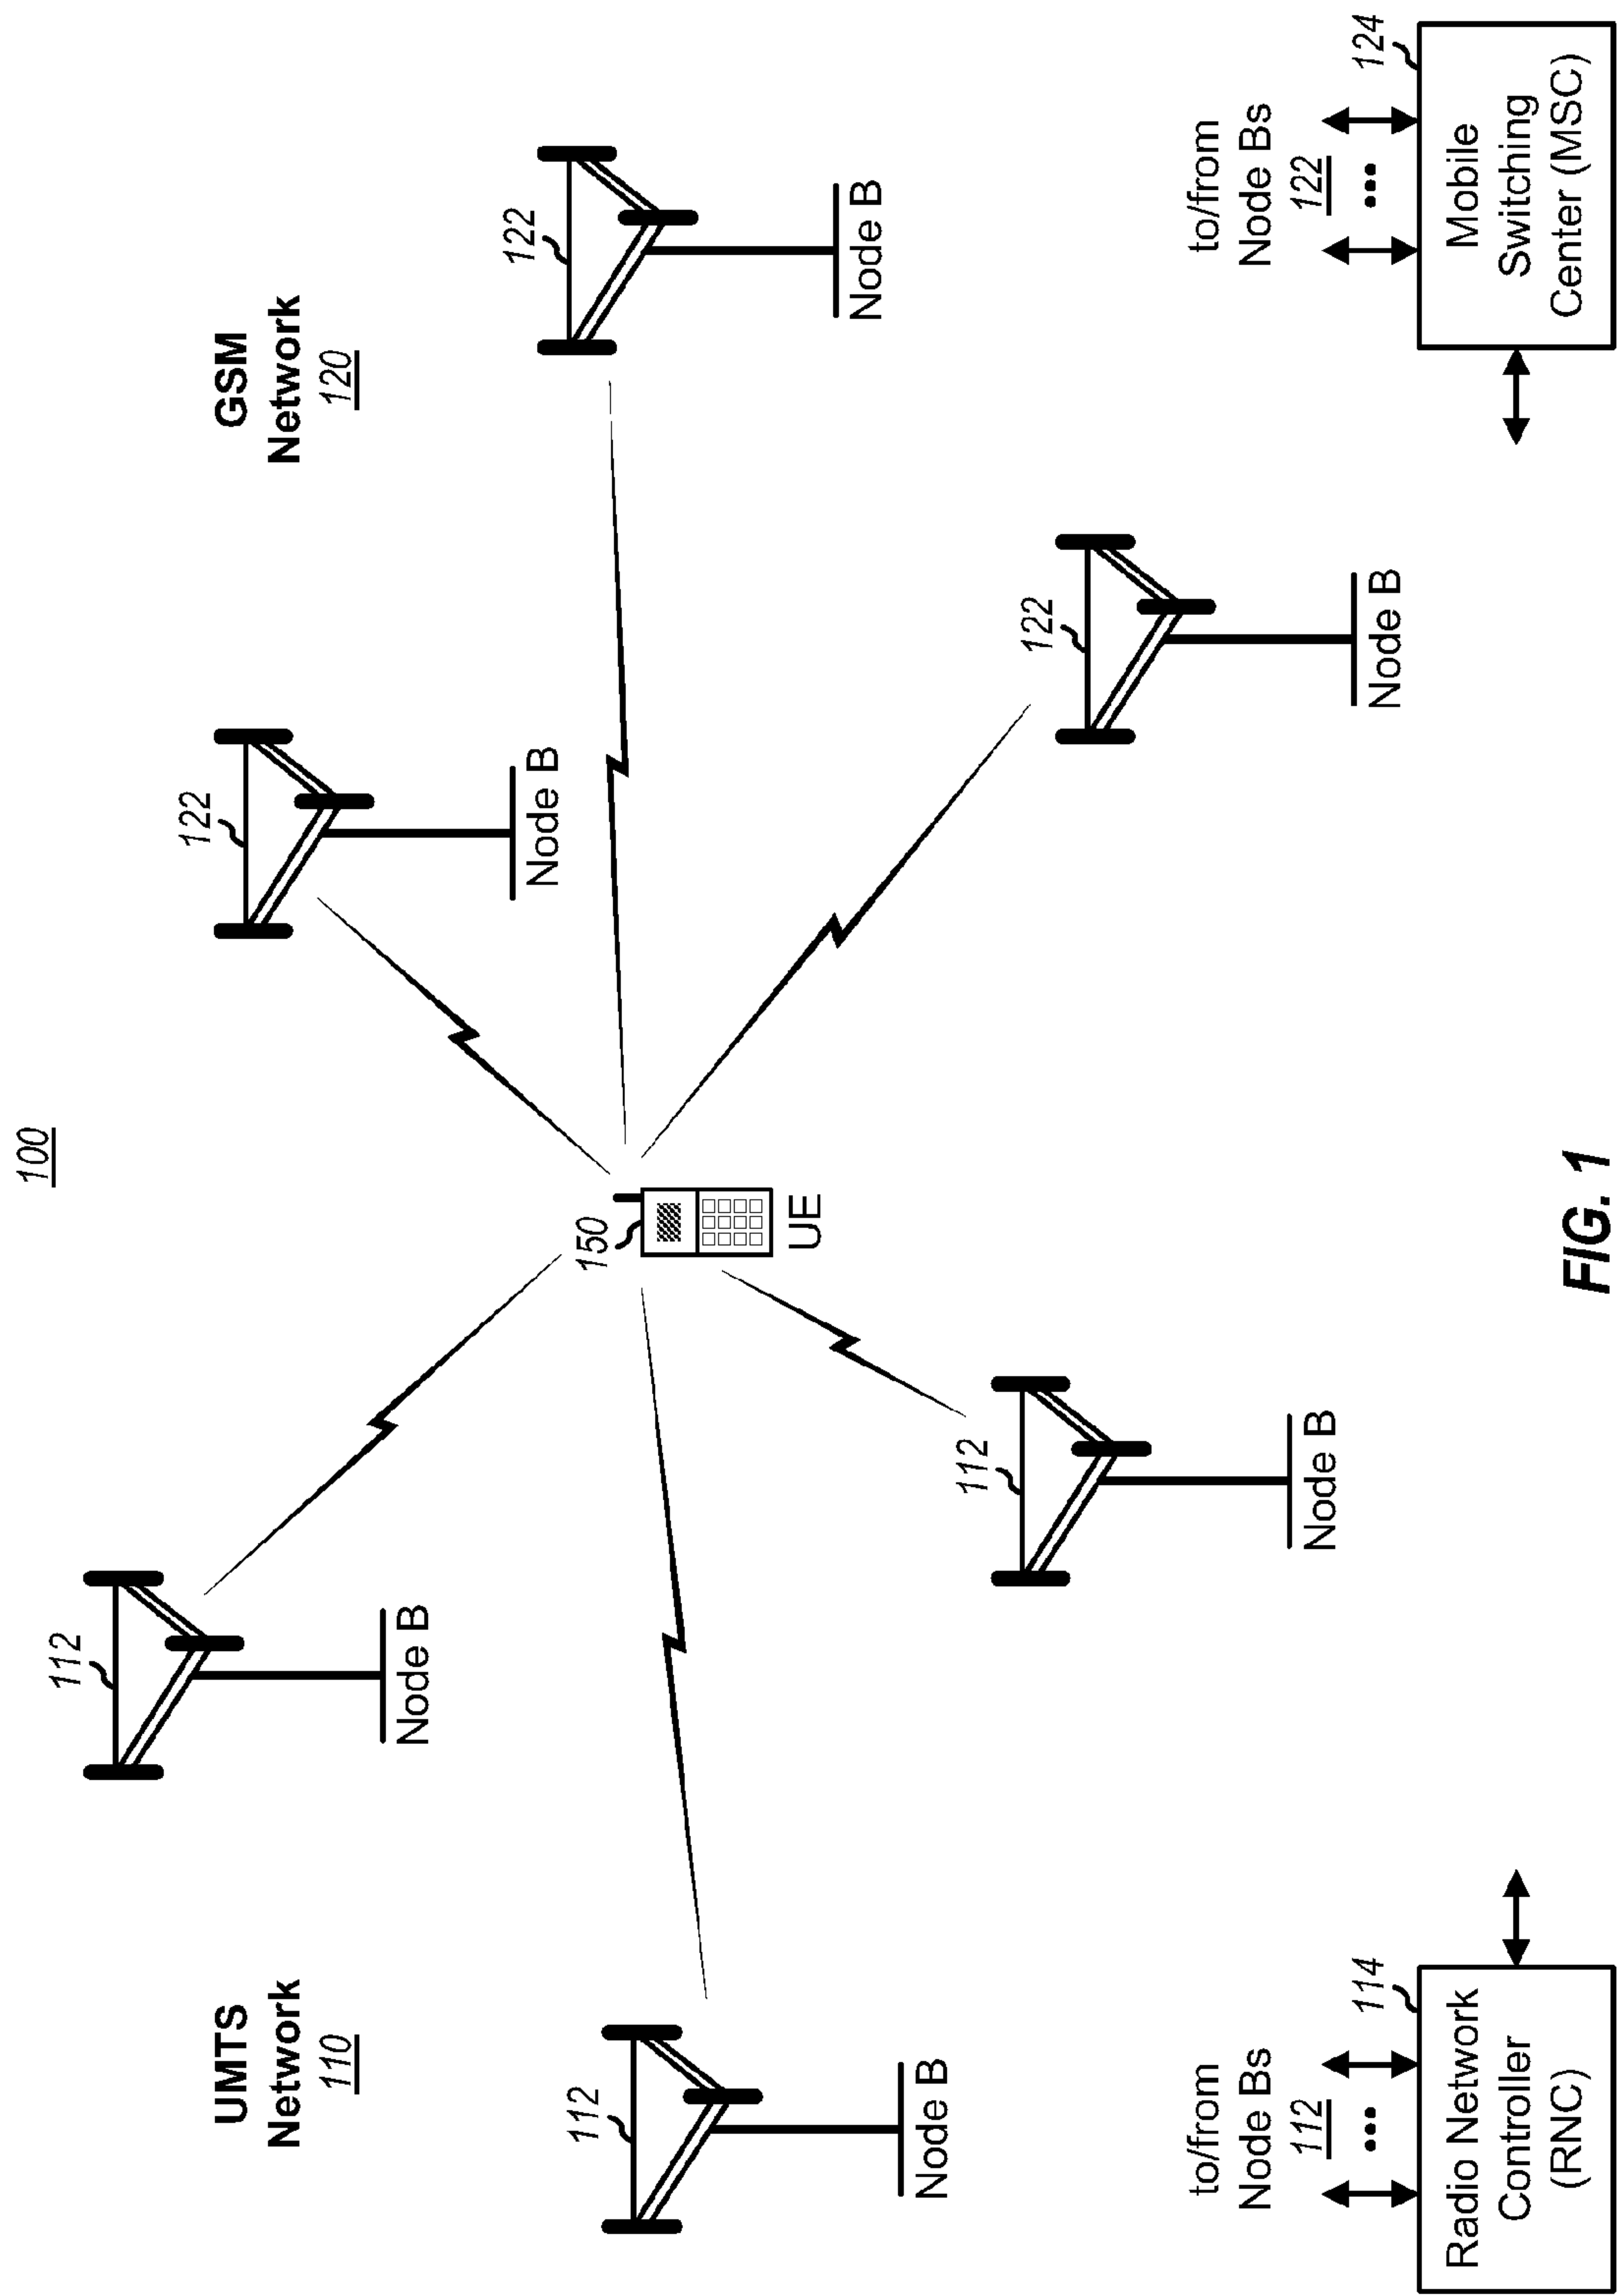 100
UMTS
Network
110
GSM
Network
120
112
Node B
122
Node B
112
Node B
150
UE
122
Node B
112
Node B
122
Node B
to/from
Node Bs
112
•••
114
Radio Network
Controller
(RNC)
to/from
Node Bs
122
•••
124
Mobile
Switching
Center (MSC)
FIG. 1